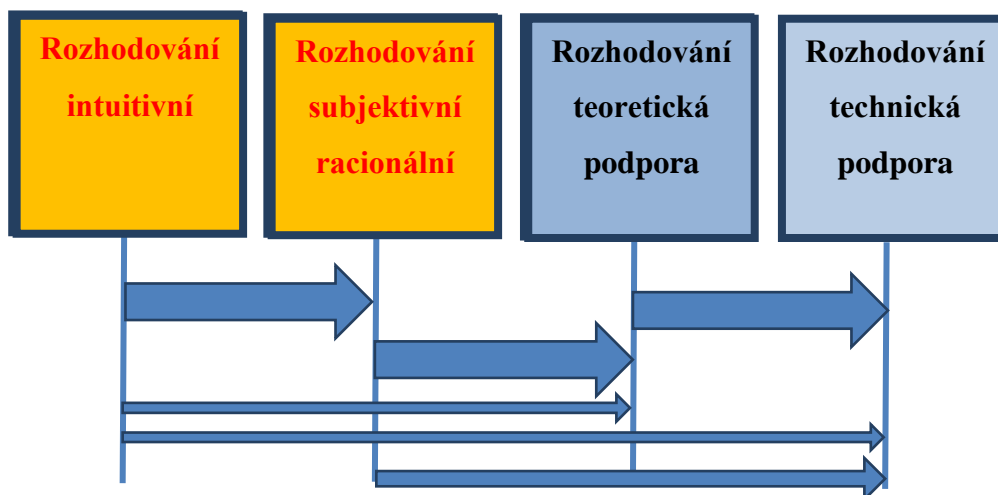 Rozhodování
intuitivní
Rozhodování
subjektivní
racionální
Rozhodování
teoretická
podpora
Rozhodování
technická
podpora